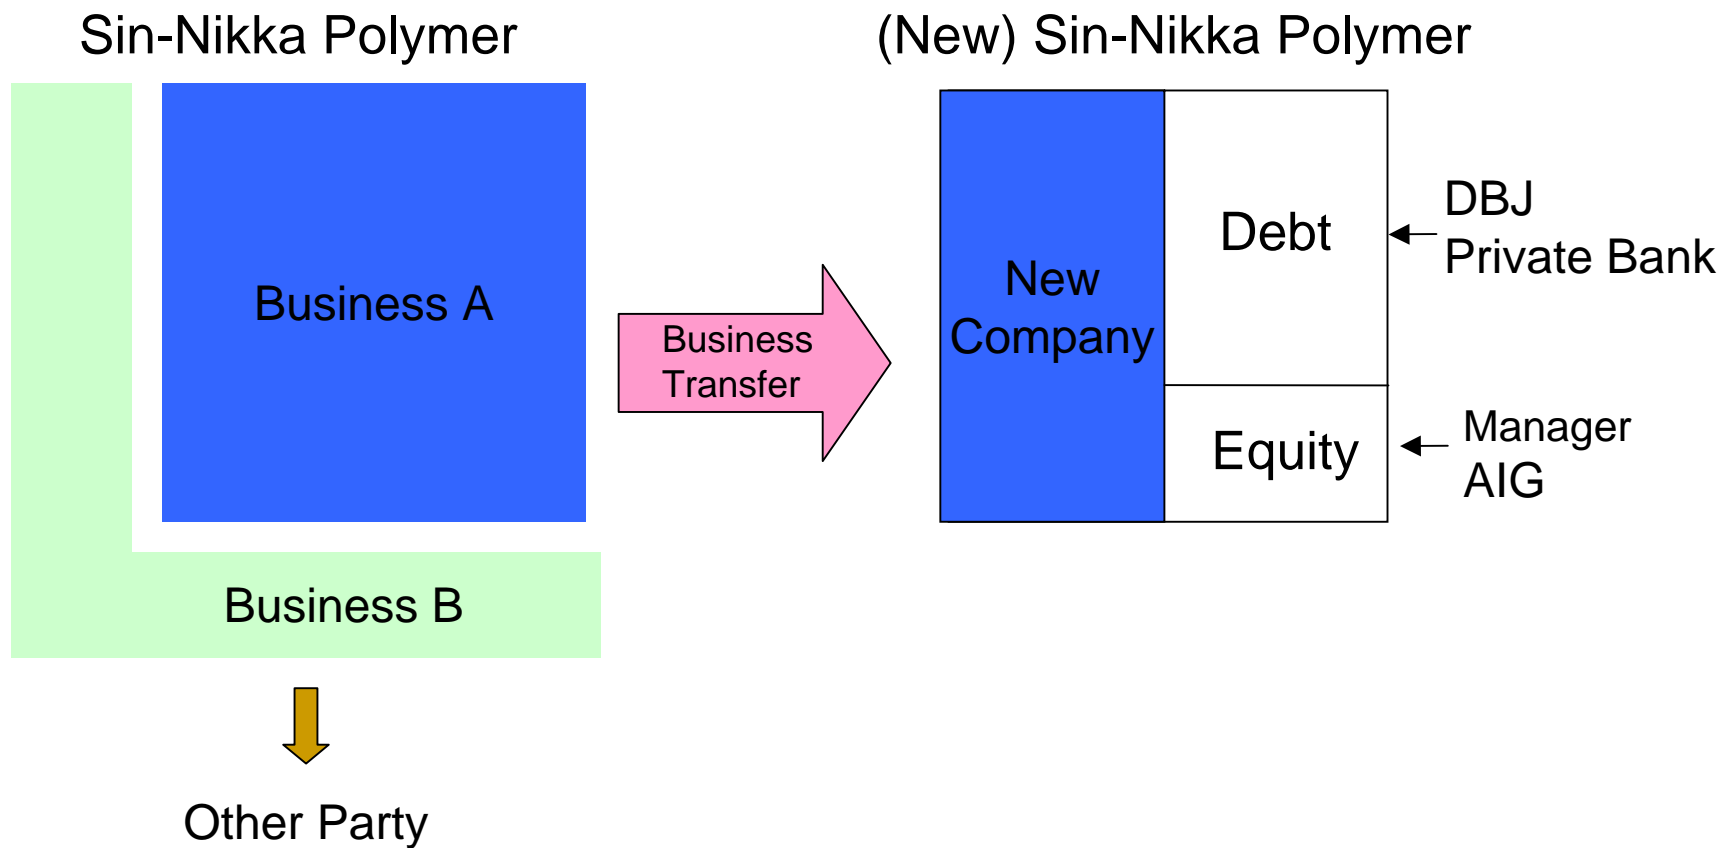 Sin-Nikka Polymer
(New) Sin-Nikka Polymer
Business A
Business B
Other Party
Business
Transfer
New
Company
Debt
Equity
DBJ
Private Bank
Manager
AIG